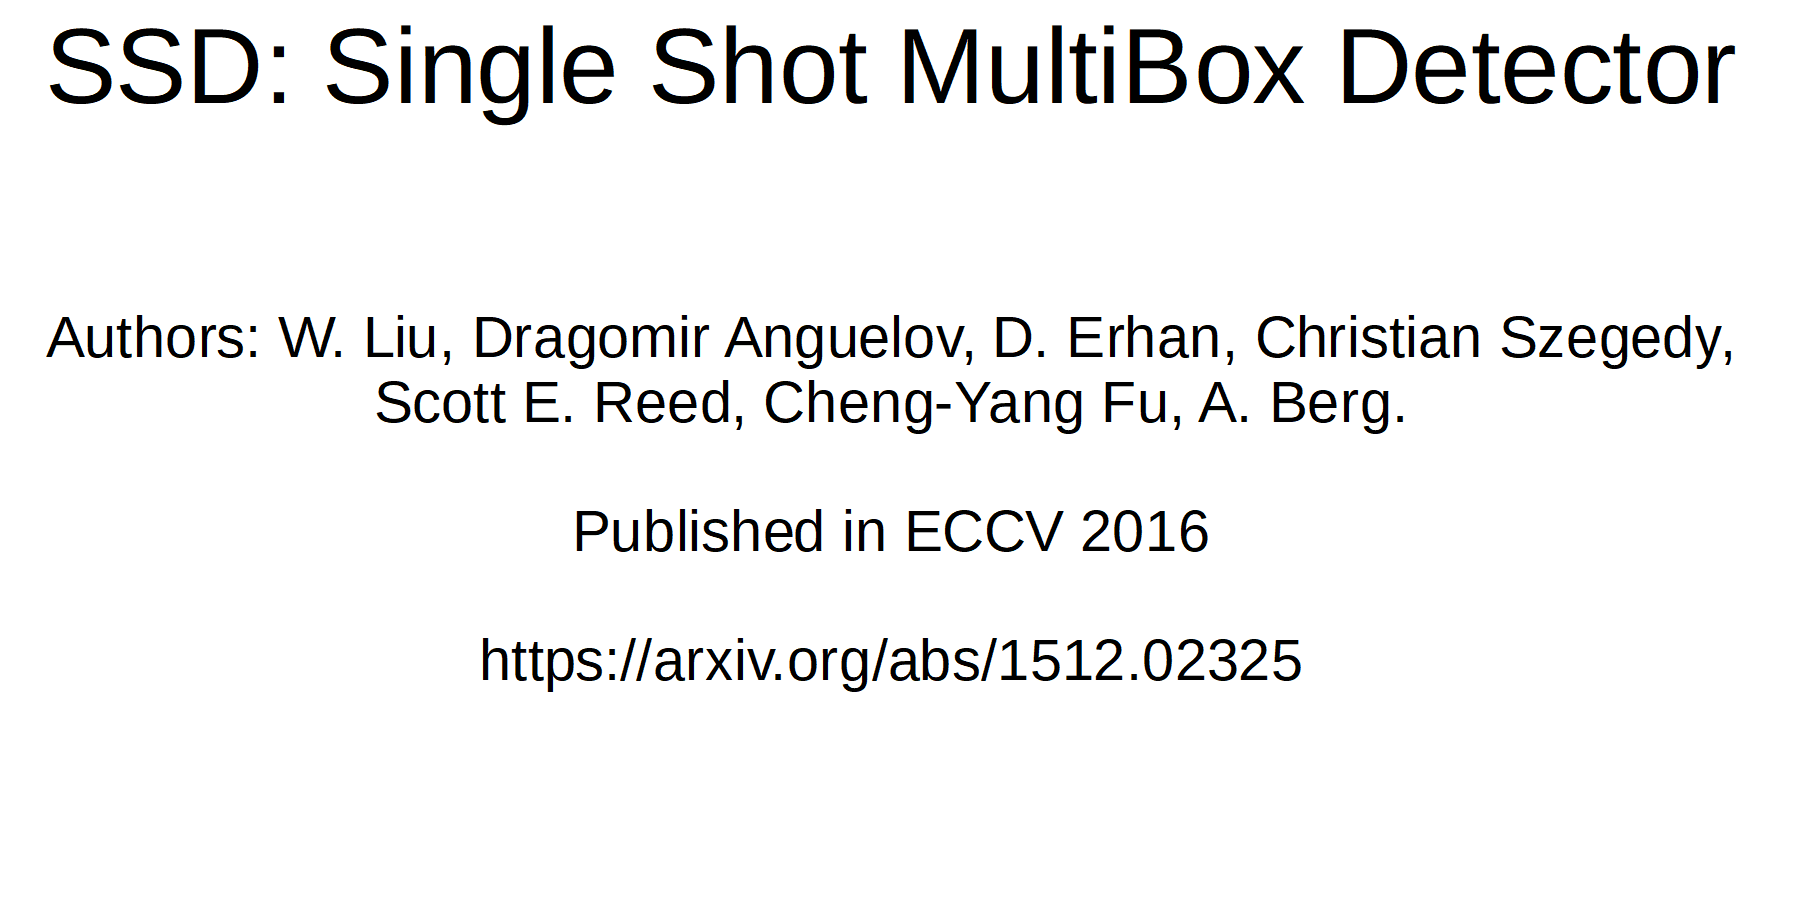 SSD: Single Shot MultiBox Detector
Authors: W. Liu, Dragomir Anguelov, D. Erhan, Christian Szegedy,
Scott E. Reed, Cheng-Yang Fu, A. Berg.
Published in ECCV 2016
https://arxiv.org/abs/1512.02325